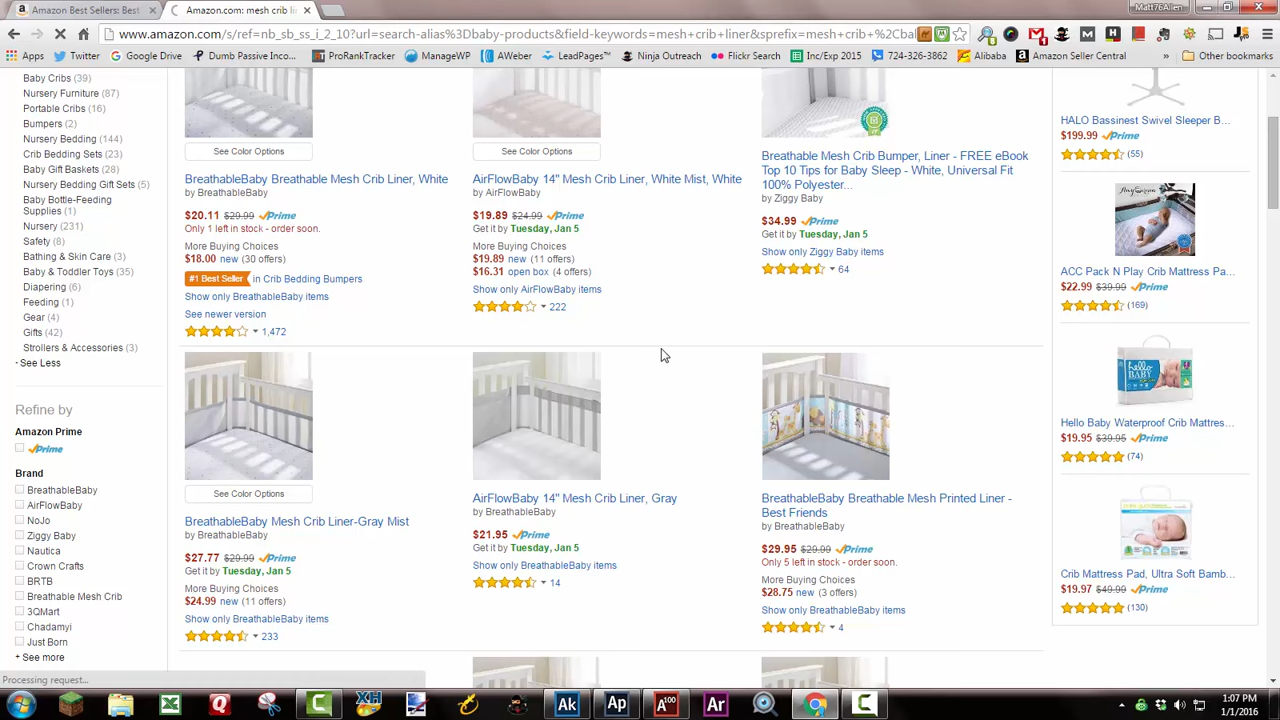 Amazon Best Sellers: Best
Amazon.com: mesh crib li
Matt76Allen
www.amazon.com/s/ref=nb_sb_ss_i_2_10?url=search-alias%3Dbaby-products&field-keywords=mesh+crib+liner&sprefix=mesh+crib+%2Cbal
Apps
Twitter
Google Drive
Dumb Passive Inco...
PintankTracker
ManageWP
AWeber
LeadPages
Ninja Outreach
Flickr Search
Inc/Exp 2015
724-326-3862
Alibaba
Amazon Seller Central
»
Other bookmarks
Baby Cribs (39)
Nursery Furniture (87)
Portable Cribs (16)
Bumpers (2)
Nursery Bedding (144)
Crib Bedding Sets (23)
Baby Gift Baskets (28)
Nursery Bedding Gift Sets (5)
Baby Bottle-Feeding
Supplies (1)
Nursery (231)
Safety (8)
Bathing & Skin Care (3)
Baby & Toddler Toys (35)
Diapering (6)
Feeding (1)
Gear (4)
Gifts (42)
Strollers & Accessories (3)
- See Less
Refine by
Amazon Prime
Prime
Brand
BreathableBaby
AirFlowBaby
NoJo
Ziggy Baby
Nautica
Crown Crafts
BRTB
Breathable Mesh Crib
3QMart
Chadamyi
Just Born
+ See more
See Color Options
BreathableBaby Breathable Mesh Crib Liner, White
by BreathableBaby
$20.11 $29.99 Prime
Only 1 left in stock - order soon.
More Buying Choices
$18.00 new (30 offers)
#1 Best Seller in Crib Bedding Bumpers
Show only BreathableBaby items
See newer version
1,472
See Color Options
AirFlowBaby 14" Mesh Crib Liner, White Mist, White
by AirFlowBaby
$19.89 $24.99 Prime
Get it by Tuesday, Jan 5
More Buying Choices
$19.89 new (11 offers)
$16.31 open box (4 offers)
Show only AirFlowBaby items
222
Breathable Mesh Crib Bumper, Liner - FREE eBook
Top 10 Tips for Baby Sleep - White, Universal Fit
100% Polyester...
by Ziggy Baby
$34.99 Prime
Get it by Tuesday, Jan 5
Show only Ziggy Baby items
64
See Color Options
BreathableBaby Mesh Crib Liner-Gray Mist
by BreathableBaby
$27.77 $29.99 Prime
Get it by Tuesday, Jan 5
More Buying Choices
$24.99 new (11 offers)
Show only BreathableBaby items
233
AirFlowBaby 14" Mesh Crib Liner, Gray
by BreathableBaby
$21.95 Prime
Get it by Tuesday, Jan 5
Show only BreathableBaby items
14
BreathableBaby Breathable Mesh Printed Liner -
Best Friends
by BreathableBaby
$29.95 $29.99 Prime
Only 5 left in stock - order soon.
More Buying Choices
$28.75 new (3 offers)
Show only BreathableBaby items
4
HALO Bassinest Swivel Sleeper B...
$199.99 Prime
(55)
ACC Pack N Play Crib Mattress Pa...
$22.99 $39.99 Prime
(169)
hello
BABY
Hello Baby Waterproof Crib Mattres...
$19.95 $39.95 Prime
(74)
Crib Mattress Pad, Ultra Soft Bamb...
$19.97 $49.99 Prime
(130)
Processing request...
XH
Ak
Ap
A100
Ar
1:07 PM
1/1/2016